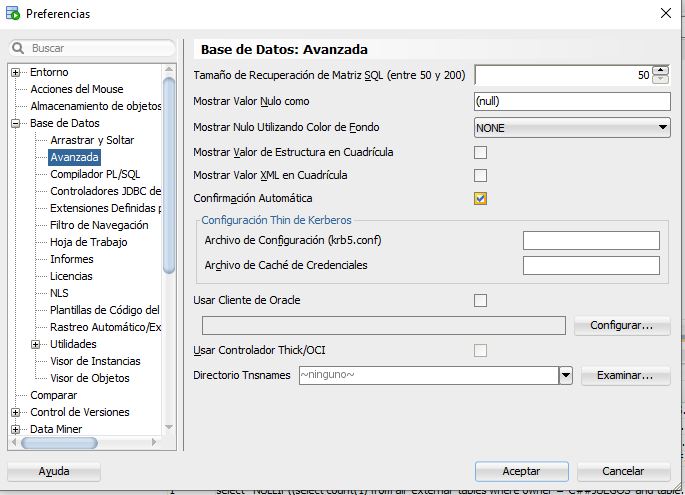 Preferencias
Buscar
Entorno
Acciones del Mouse
Almacenamiento de objetos
Base de Datos
Arrastrar y Soltar
Avanzada
Compilador PL/SQL
Controladores JDBC de
Extensiones Definidas p
Filtro de Navegación
Hoja de Trabajo
Informes
Licencias
NLS
Plantillas de Código del
Rastreo Automático/Ex
Utilidades
Visor de Instancias
Visor de Objetos
Comparar
Control de Versiones
Data Miner
Base de Datos: Avanzada
Tamaño de Recuperación de Matriz SQL (entre 50 y 200) 50
Mostrar Valor Nulo como (null)
Mostrar Nulo Utilizando Color de Fondo NONE
Mostrar Valor de Estructura en Cuadrícula
Mostrar Valor XML en Cuadrícula
Confirmación Automática
Configuración Thin de Kerberos
Archivo de Configuración (krb5.conf)
Archivo de Caché de Credenciales
Usar Cliente de Oracle
Configurar...
Usar Controlador Thick/OCI
Directorio Tnsnames ~ninguno~ Examinar...
Ayuda Aceptar Cancelar